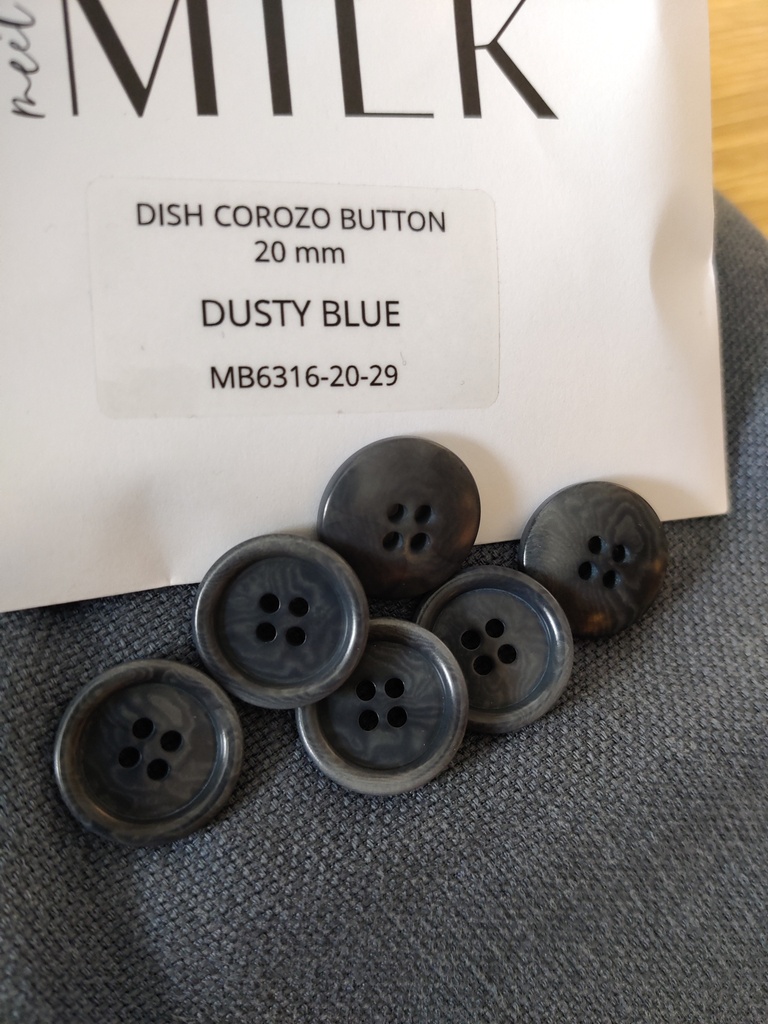 meet
MILK
DISH COROZO BUTTON
20 mm
DUSTY BLUE
MB6316-20-29